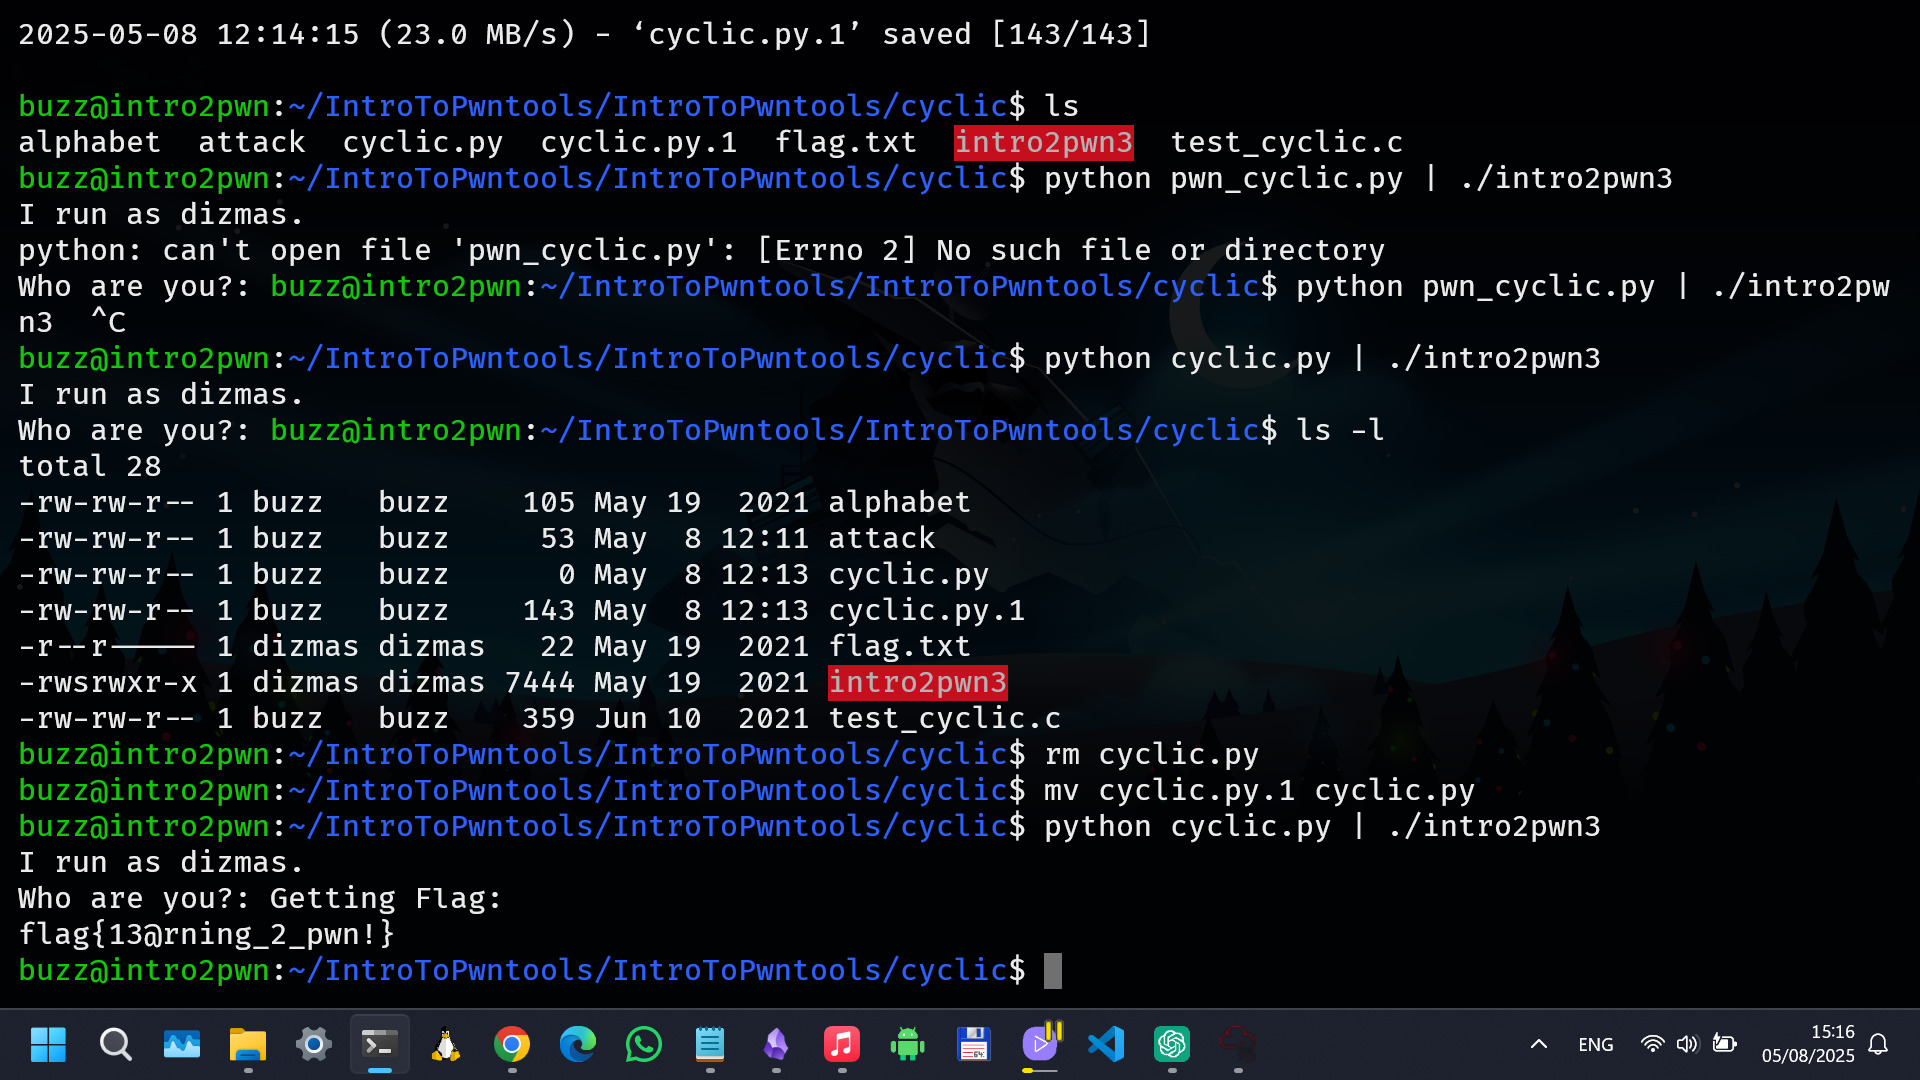 2025-05-08 12:14:15 (23.0 MB/s) - ‘cyclic.py.1’ saved [143/143]
buzz@intro2pwn:~/IntroToPwntools/IntroToPwntools/cyclic$ ls
alphabet  attack  cyclic.py  cyclic.py.1  flag.txt  intro2pwn3  test_cyclic.c
buzz@intro2pwn:~/IntroToPwntools/IntroToPwntools/cyclic$ python pwn_cyclic.py | ./intro2pwn3
I run as dizmas.
python: can't open file 'pwn_cyclic.py': [Errno 2] No such file or directory
Who are you?: buzz@intro2pwn:~/IntroToPwntools/IntroToPwntools/cyclic$ python pwn_cyclic.py | ./intro2pw
n3  ^C
buzz@intro2pwn:~/IntroToPwntools/IntroToPwntools/cyclic$ python cyclic.py | ./intro2pwn3
I run as dizmas.
Who are you?: buzz@intro2pwn:~/IntroToPwntools/IntroToPwntools/cyclic$ ls -l
total 28
-rw-rw-r-- 1 buzz   buzz    105 May 19  2021 alphabet
-rw-rw-r-- 1 buzz   buzz     53 May  8 12:11 attack
-rw-rw-r-- 1 buzz   buzz      0 May  8 12:13 cyclic.py
-rw-rw-r-- 1 buzz   buzz    143 May  8 12:13 cyclic.py.1
-r--r----- 1 dizmas dizmas   22 May 19  2021 flag.txt
-rwsrwxr-x 1 dizmas dizmas 7444 May 19  2021 intro2pwn3
-rw-rw-r-- 1 buzz   buzz    359 Jun 10  2021 test_cyclic.c
buzz@intro2pwn:~/IntroToPwntools/IntroToPwntools/cyclic$ rm cyclic.py
buzz@intro2pwn:~/IntroToPwntools/IntroToPwntools/cyclic$ mv cyclic.py.1 cyclic.py
buzz@intro2pwn:~/IntroToPwntools/IntroToPwntools/cyclic$ python cyclic.py | ./intro2pwn3
I run as dizmas.
Who are you?: Getting Flag:
flag{13@rning_2_pwn!}
buzz@intro2pwn:~/IntroToPwntools/IntroToPwntools/cyclic$
64
ENG
15:16
05/08/2025